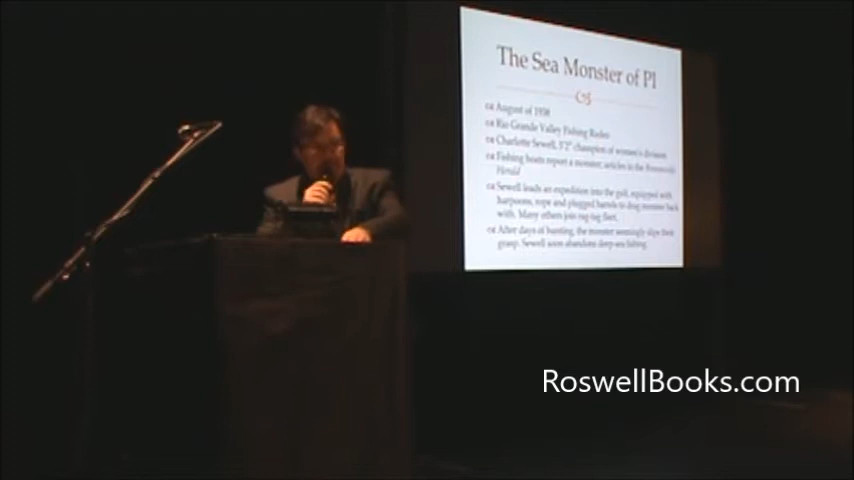 The Sea Monster of PI
August of 1938
Rio Grande Valley Fishing Rodeo
Charlotte Sewell, 5'2" champion of women's division
Fishing boats report a monster; articles in the Brownsville
Herald
Sewell leads an expedition into the gulf, equipped with
harpoons, rope and plugged barrels to drag monster back
with. Many others join rag-tag fleet.
After days of hunting, the monster seemingly slips their
grasp. Sewell soon abandons deep-sea fishing.
RoswellBooks.com